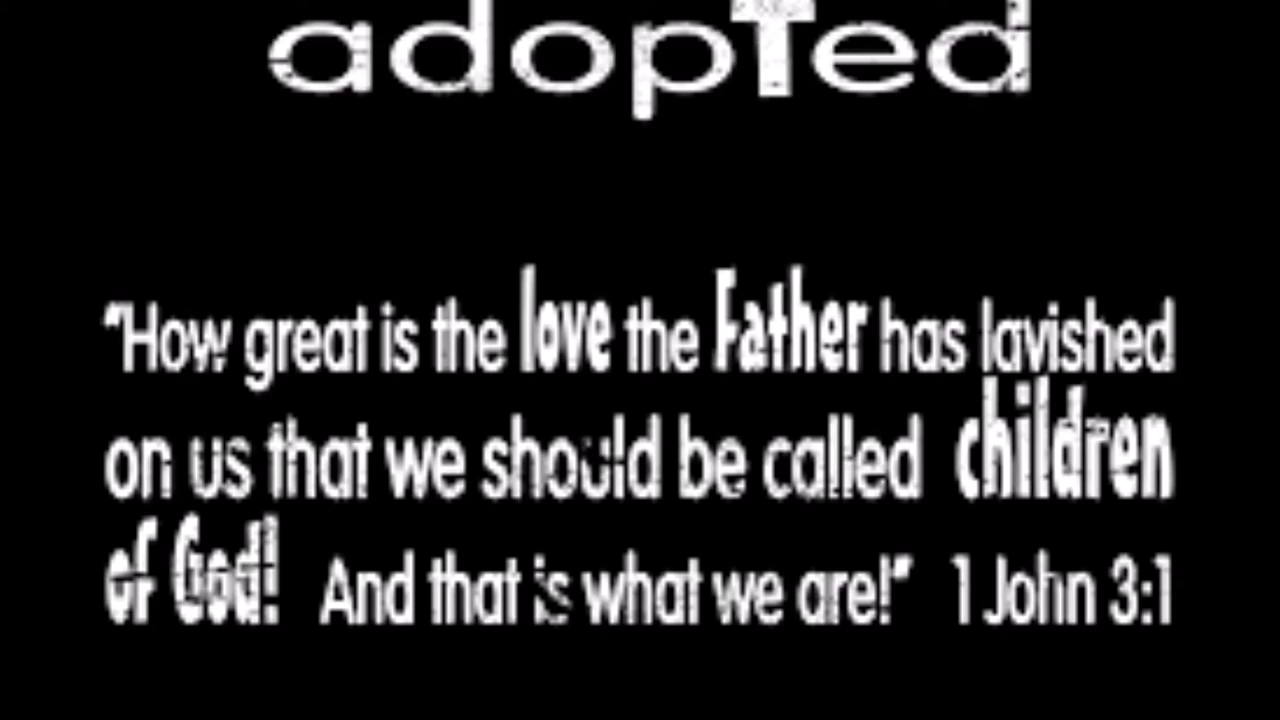 adopTed
"How great is the love the Father has lavished
on us that we should be called children
of God! And that is what we are!" 1 John 3:1